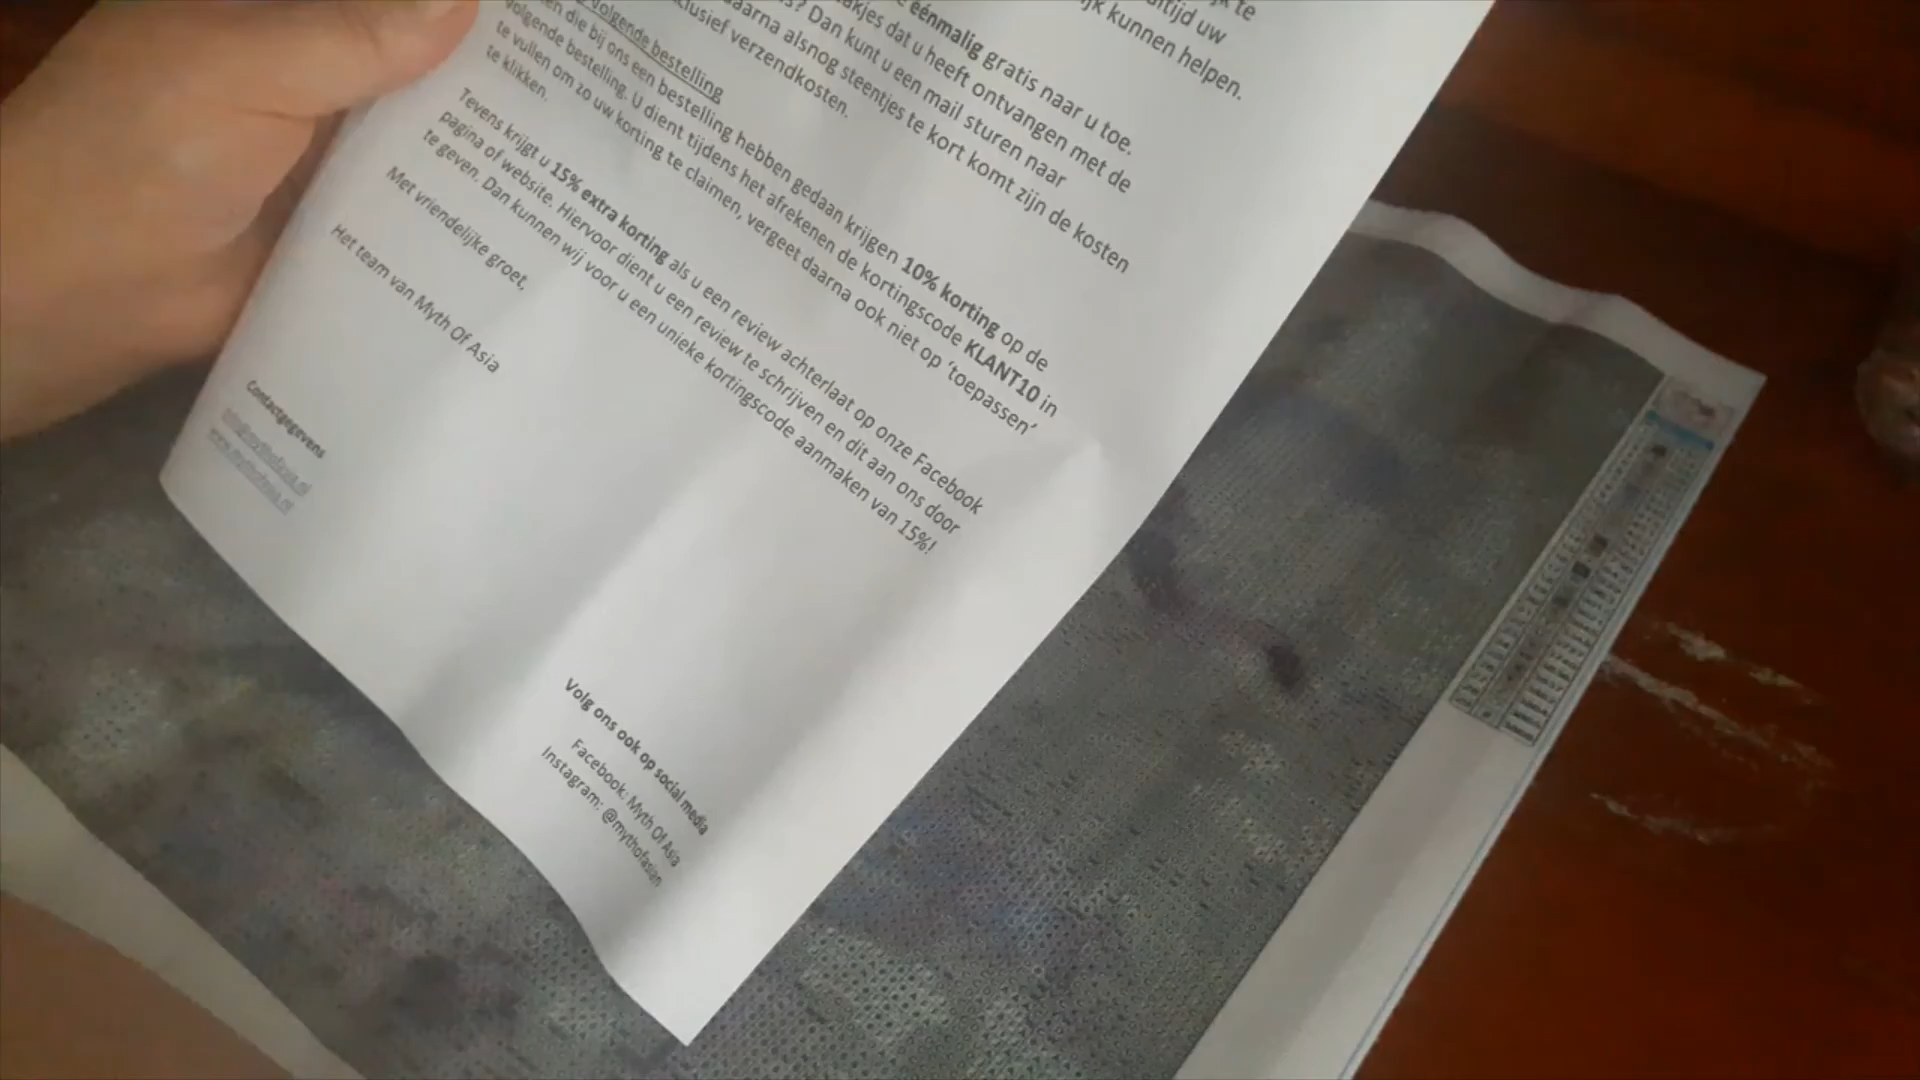 k te
altijd uw
jk kunnen helpen.
éénmalig gratis naar u toe.
akjes dat u heeft ontvangen met de
? Dan kunt u een mail sturen naar
daarna alsnog steentjes te kort komt zijn de kosten
clusief verzendkosten.
volgende bestelling
en die bij ons een bestelling hebben gedaan krijgen 10% korting op de
volgende bestelling. U dient tijdens het afrekenen de kortingscode KLANT10 in
te vullen om zo uw korting te claimen, vergeet daarna ook niet op ‘toepassen’
te klikken.
Tevens krijgt u 15% extra korting als u een review achterlaat op onze Facebook
pagina of website. Hiervoor dient u een review te schrijven en dit aan ons door
te geven. Dan kunnen wij voor u een unieke kortingscode aanmaken van 15%!
Met vriendelijke groet,
Het team van Myth Of Asia
Contactgegevens
www.mythofasia.nl
Volg ons ook op social media
Facebook: Myth Of Asia
Instagram: @mythofasien